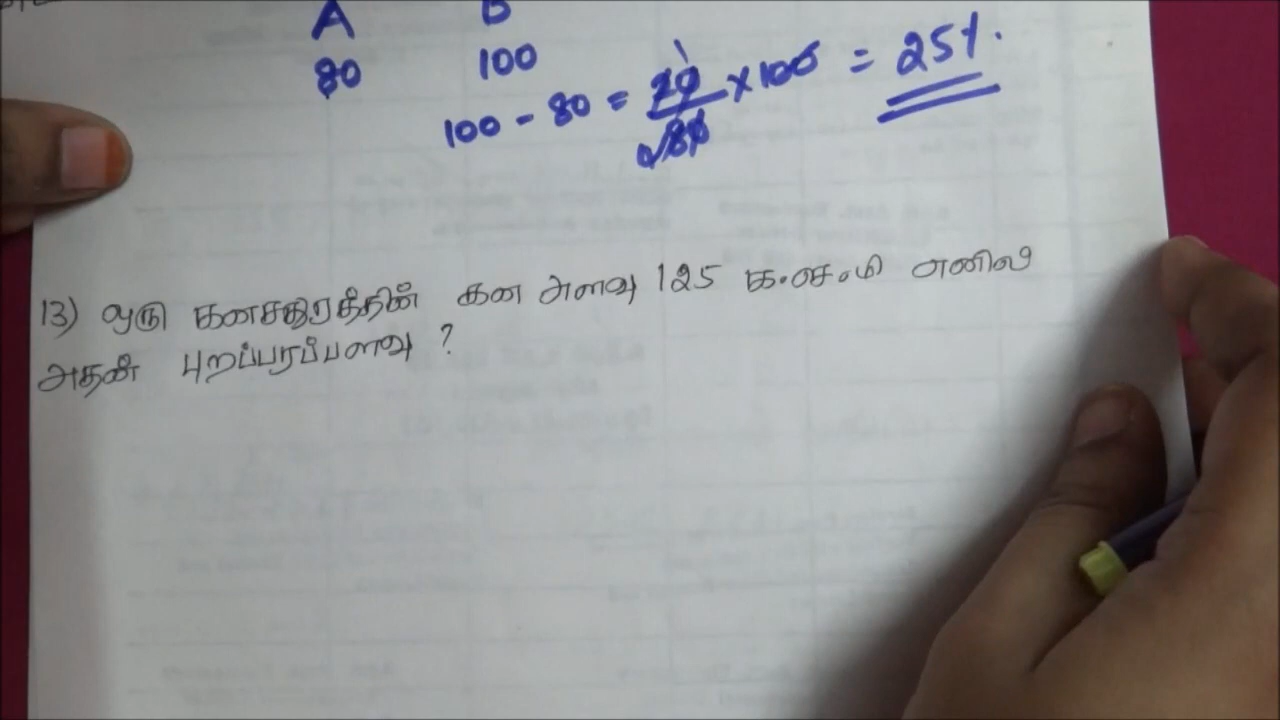 A B
80 100
100 - 80 = 20/80 x 100 = 25%.
13) ஒரு கனசதுரத்தின் கன அளவு 125 க.செ.மி எனில்
அதன் புறப்பரப்பளவு ?